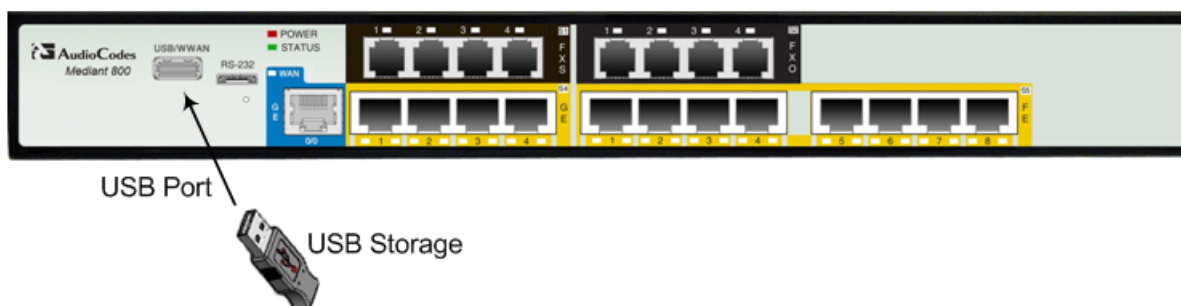 AudioCodes
Mediant 800
USB/WWAN
RS-232
POWER
STATUS
WAN
GE
0/0
1 2 3 4
S1
FXS
1 2 3 4
FXO
1 2 3 4
S4
GE
1 2 3 4
5 6 7 8
S5
FE
USB Port
USB Storage